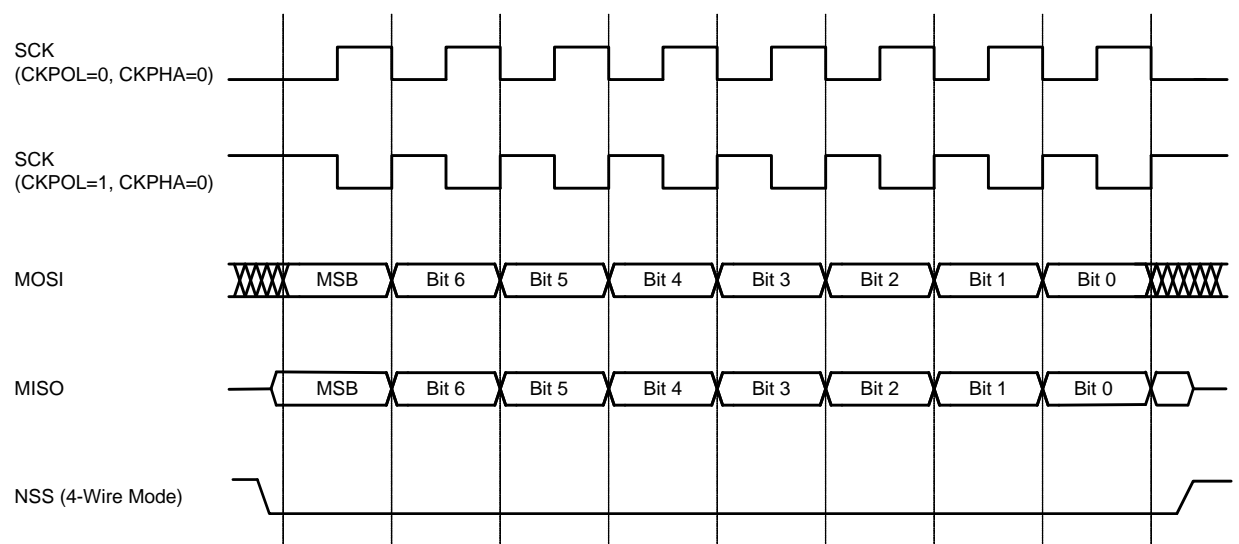 SCK
(CKPOL=0, CKPHA=0)
SCK
(CKPOL=1, CKPHA=0)
MOSI MSB Bit 6 Bit 5 Bit 4 Bit 3 Bit 2 Bit 1 Bit 0
MISO MSB Bit 6 Bit 5 Bit 4 Bit 3 Bit 2 Bit 1 Bit 0
NSS (4-Wire Mode)